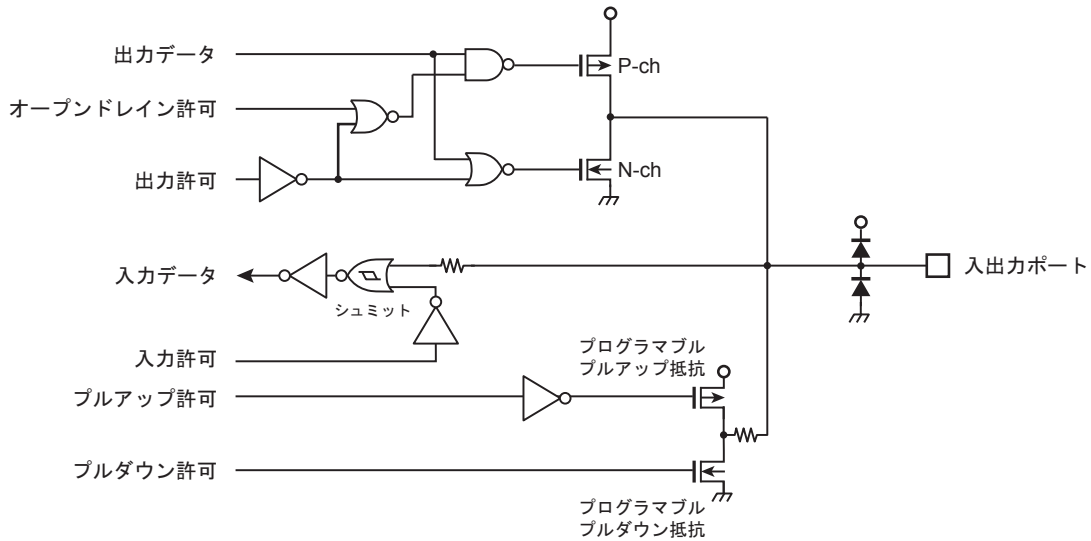 出力データ
P-ch
オープンドレイン許可
出力許可
N-ch
入力データ
シュミット
入出力ポート
入力許可
プログラマブル
プルアップ抵抗
プルアップ許可
プルダウン許可
プログラマブル
プルダウン抵抗